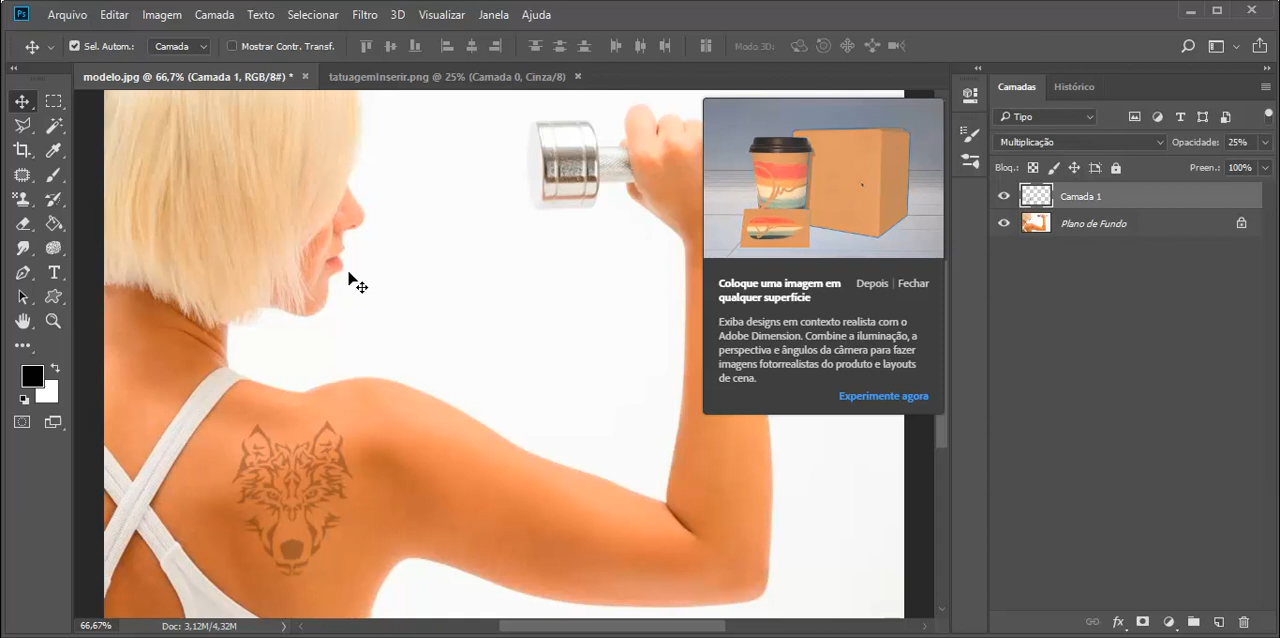 Ps Arquivo Editar Imagem Camada Texto Selecionar Filtro 3D Visualizar Janela Ajuda
Sel. Autom.: Camada Mostrar Contr. Transf. Modo 3D:
modelo.jpg @ 66,7% (Camada 1, RGB/8#) * × tatuagemInserir.png @ 25% (Camada 0, Cinza/8) ×
Camadas Histórico
Tipo
Multiplicação Opacidade: 25%
Bloq.: Preen.: 100%
Camada 1
Plano de Fundo
Coloque uma imagem em qualquer superfície
Depois | Fechar
Exiba designs em contexto realista com o
Adobe Dimension. Combine a iluminação, a
perspectiva e ângulos da câmera para fazer
imagens fotorrealistas do produto e layouts
de cena.
Experimente agora
66,67% Doc: 3,12M/4,32M